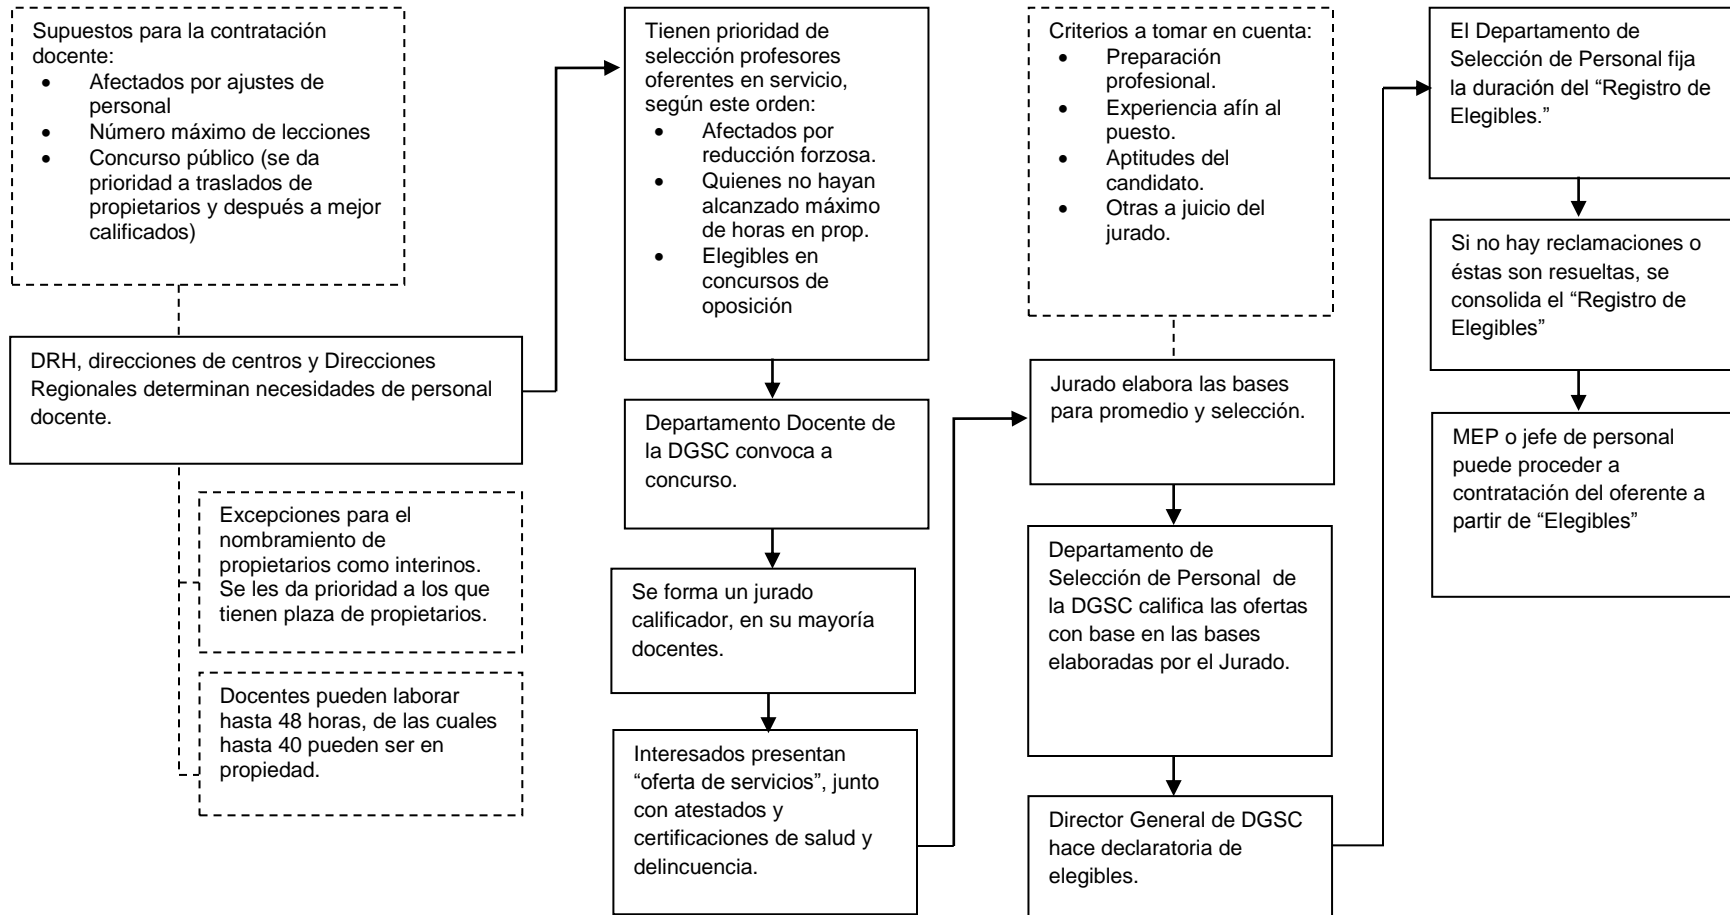 Supuestos para la contratación
docente:
• Afectados por ajustes de
personal
• Número máximo de lecciones
• Concurso público (se da
prioridad a traslados de
propietarios y después a mejor
calificados)
DRH, direcciones de centros y Direcciones
Regionales determinan necesidades de personal
docente.
Excepciones para el
nombramiento de
propietarios como interinos.
Se les da prioridad a los que
tienen plaza de propietarios.
Docentes pueden laborar
hasta 48 horas, de las cuales
hasta 40 pueden ser en
propiedad.
Tienen prioridad de
selección profesores
oferentes en servicio,
según este orden:
• Afectados por
reducción forzosa.
• Quienes no hayan
alcanzado máximo
de horas en prop.
• Elegibles en
concursos de
oposición
Departamento Docente de
la DGSC convoca a
concurso.
Se forma un jurado
calificador, en su mayoría
docentes.
Interesados presentan
“oferta de servicios”, junto
con atestados y
certificaciones de salud y
delincuencia.
Criterios a tomar en cuenta:
• Preparación
profesional.
• Experiencia afín al
puesto.
• Aptitudes del
candidato.
• Otras a juicio del
jurado.
Jurado elabora las bases
para promedio y selección.
Departamento de
Selección de Personal de
la DGSC califica las ofertas
con base en las bases
elaboradas por el Jurado.
Director General de DGSC
hace declaratoria de
elegibles.
El Departamento de
Selección de Personal fija
la duración del “Registro de
Elegibles.”
Si no hay reclamaciones o
éstas son resueltas, se
consolida el “Registro de
Elegibles”
MEP o jefe de personal
puede proceder a
contratación del oferente a
partir de “Elegibles”